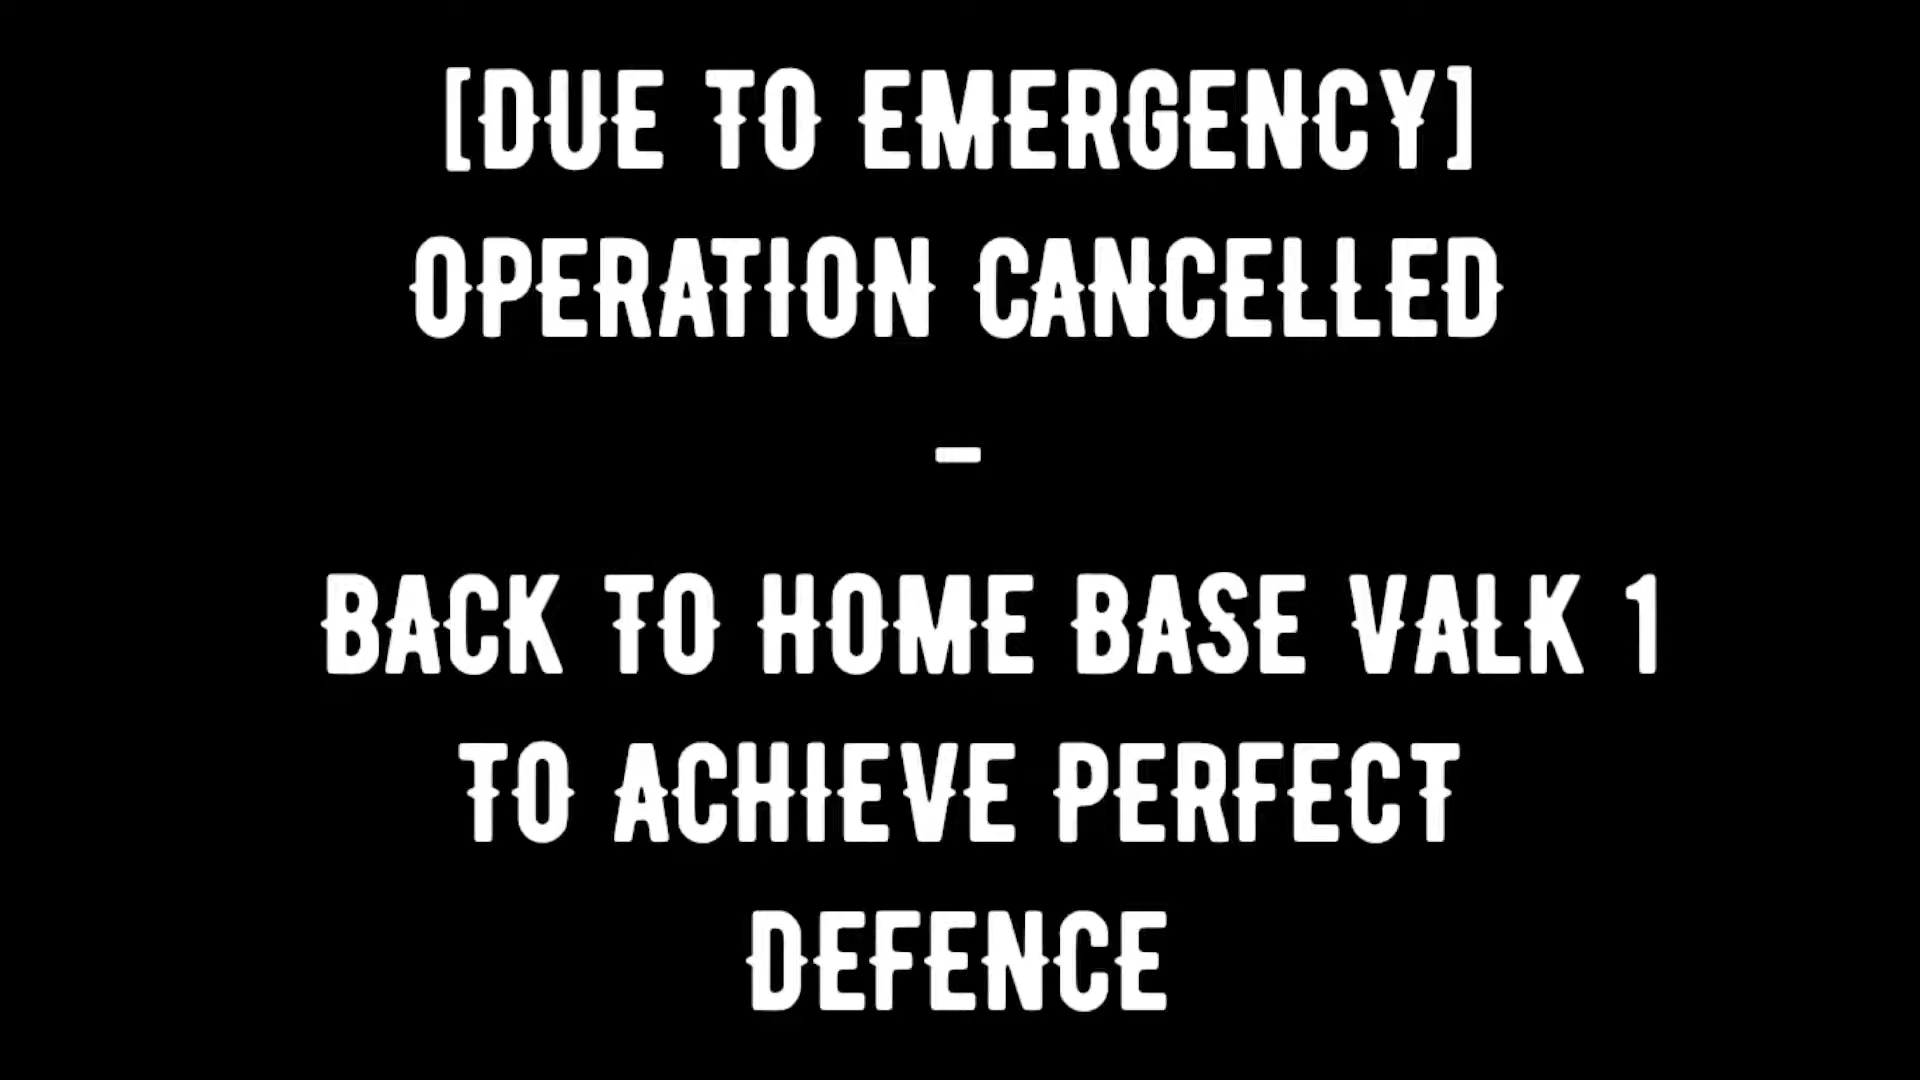 [DUE TO EMERGENCY]
OPERATION CANCELLED
-
BACK TO HOME BASE VALK 1
TO ACHIEVE PERFECT
DEFENCE